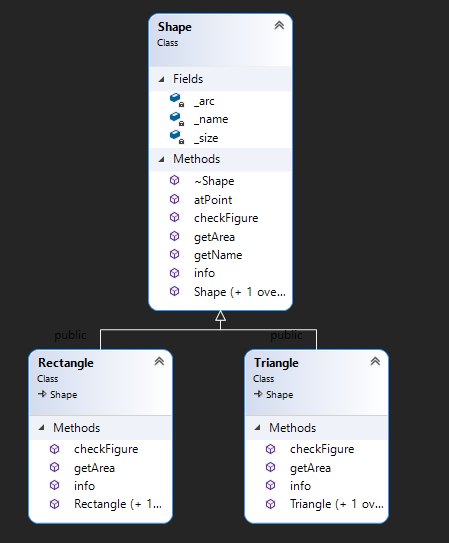 Shape
Class
Fields
_arc
_name
_size
Methods
~Shape
atPoint
checkFigure
getArea
getName
info
Shape (+ 1 ove...
public
public
Rectangle
Class
Shape
Methods
checkFigure
getArea
info
Rectangle (+ 1...
Triangle
Class
Shape
Methods
checkFigure
getArea
info
Triangle (+ 1 ov...